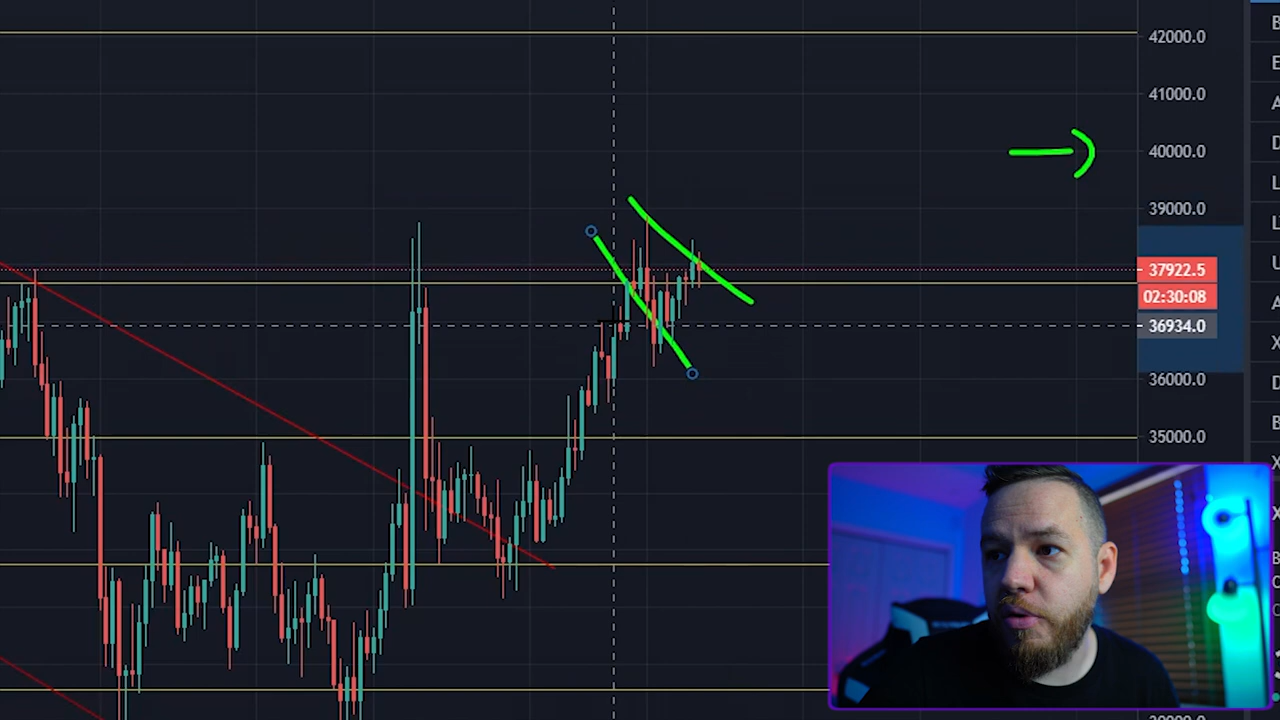 42000.0
41000.0
40000.0
39000.0
37922.5
02:30:08
36934.0
36000.0
35000.0
B
E
A
D
L
L
U
A
X
D
B
X
X